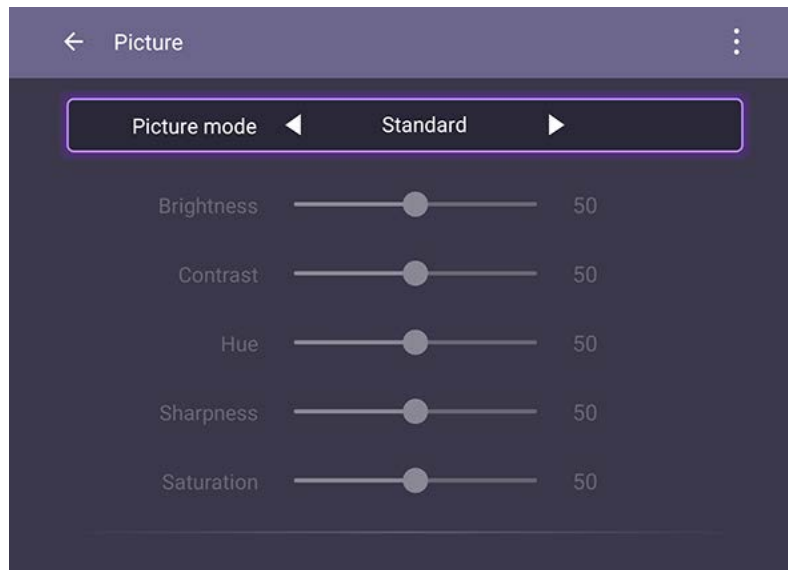 Picture
Picture mode Standard
Brightness 50
Contrast 50
Hue 50
Sharpness 50
Saturation 50